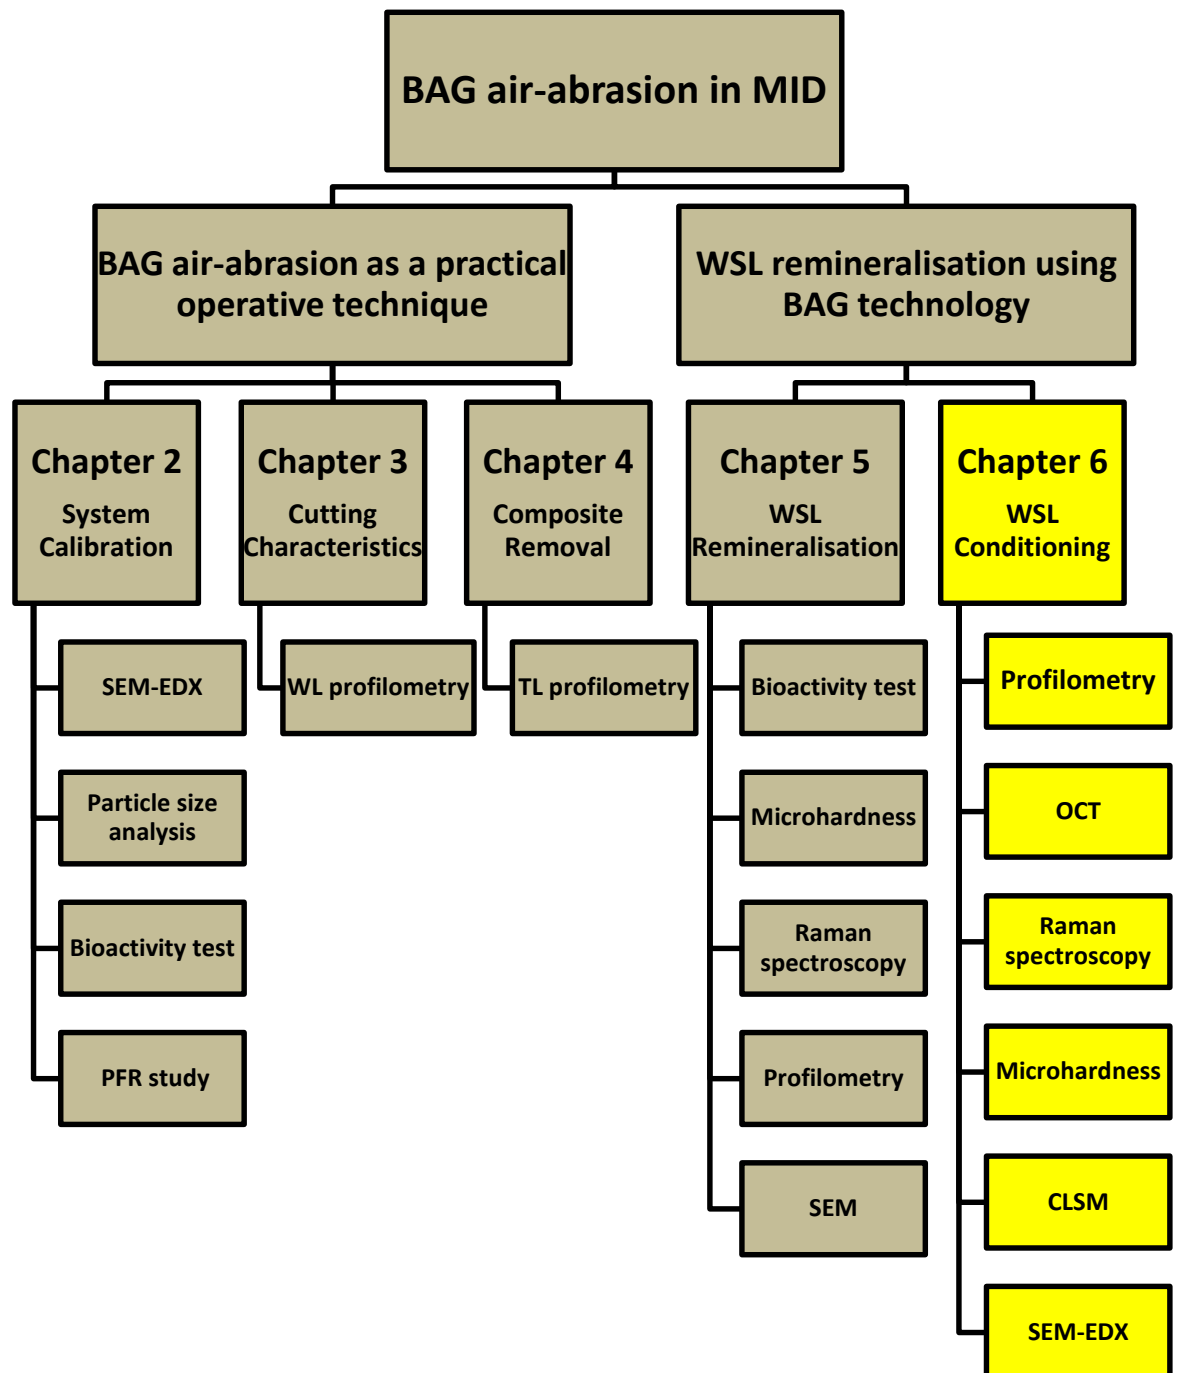 BAG air-abrasion in MID
BAG air-abrasion as a practical
operative technique
WSL remineralisation using
BAG technology
Chapter 2
System
Calibration
Chapter 3
Cutting
Characteristics
Chapter 4
Composite
Removal
Chapter 5
WSL
Remineralisation
Chapter 6
WSL
Conditioning
SEM-EDX
Particle size
analysis
Bioactivity test
PFR study
WL profilometry
TL profilometry
Bioactivity test
Microhardness
Raman
spectroscopy
Profilometry
SEM
Profilometry
OCT
Raman
spectroscopy
Microhardness
CLSM
SEM-EDX